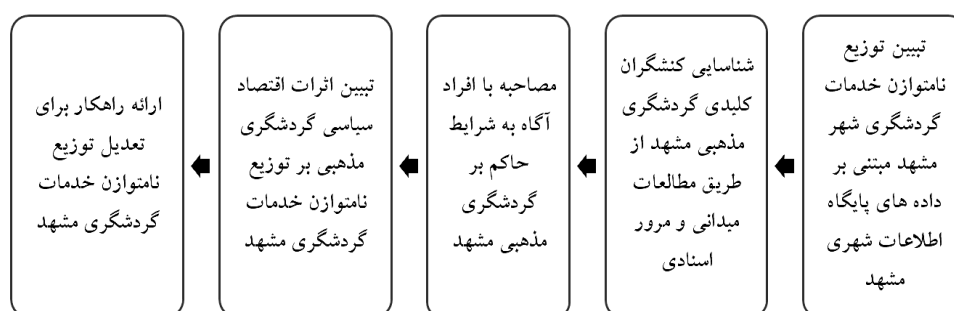 تبیین توزیع
نامتوازن خدمات
گردشگری شهر
مشهد مبتنی بر
داده های پایگاه
اطلاعات شهری
مشهد
شناسایی کنشگران
کلیدی گردشگری
مذهبی مشهد از
طریق مطالعات
میدانی و مرور
اسنادی
مصاحبه با افراد
آگاه به شرایط
حاکم بر
گردشگری
مذهبی مشهد
تبیین اثرات اقتصاد
سیاسی گردشگری
مذهبی بر توزیع
نامتوازن خدمات
گردشگری مشهد
ارائه راهکار برای
تعدیل توزیع
نامتوازن خدمات
گردشگری مشهد